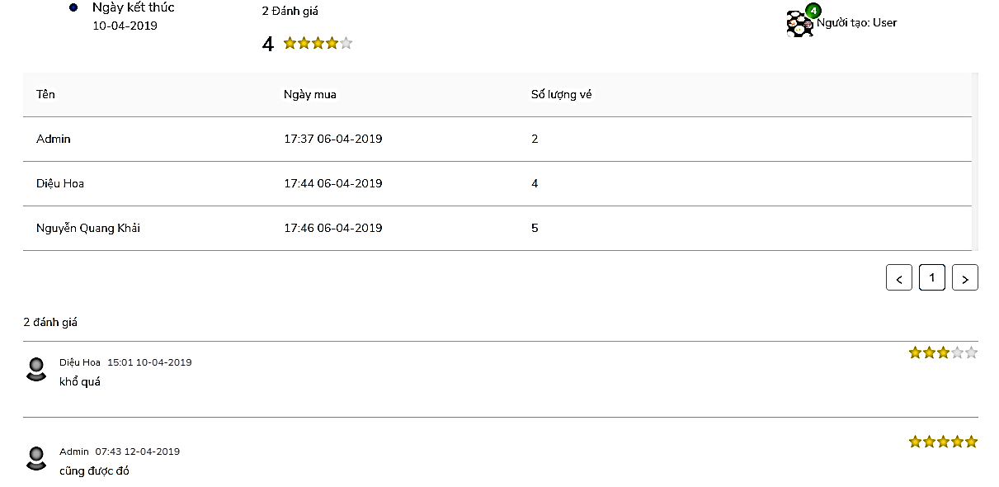 Ngày kết thúc
10-04-2019
2 Đánh giá
4
4
Người tạo: User
Tên Ngày mua Số lượng vé
Admin 17:37 06-04-2019 2
Diệu Hoa 17:44 06-04-2019 4
Nguyễn Quang Khải 17:46 06-04-2019 5
< 1 >
2 đánh giá
Diệu Hoa 15:01 10-04-2019
khổ quá
Admin 07:43 12-04-2019
cũng được đó